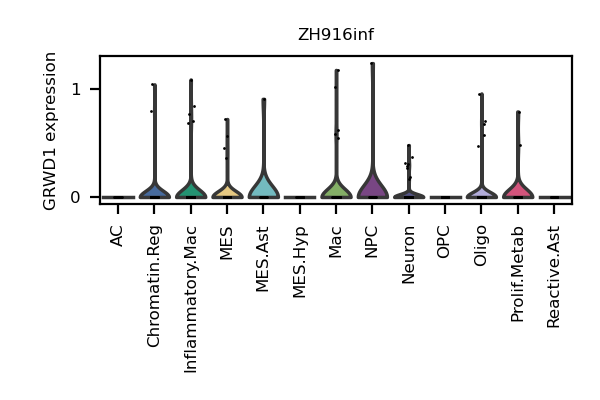 ZH916inf
GRWD1 expression
1
0
AC
Chromatin.Reg
Inflammatory.Mac
MES
MES.Ast
MES.Hyp
Mac
NPC
Neuron
OPC
Oligo
Prolif.Metab
Reactive.Ast